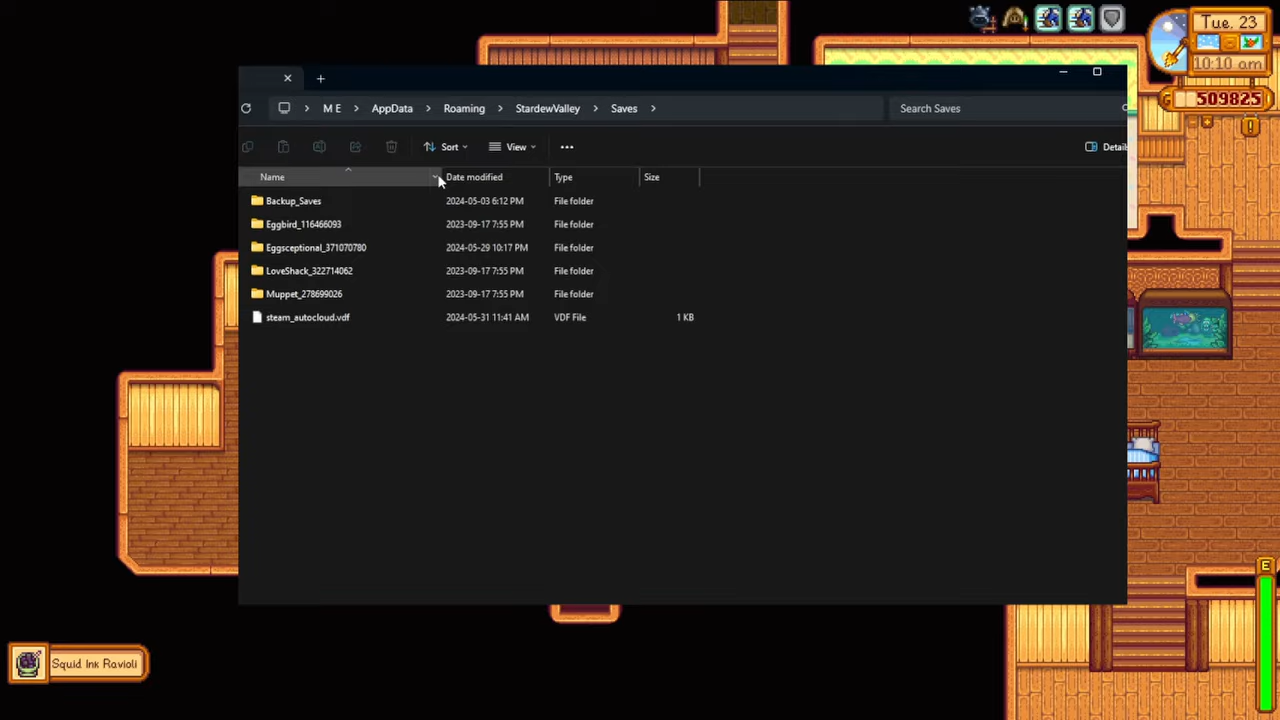 Tue. 23
10:10 am
509825
M E > AppData > Roaming > StardewValley > Saves >
Search Saves
Sort
View
Name
Date modified
Type
Size
Backup_Saves 2024-05-03 6:12 PM File folder
Eggbird_116466093 2023-09-17 7:55 PM File folder
Eggsceptional_371070780 2024-05-29 10:17 PM File folder
LoveShack_322714062 2023-09-17 7:55 PM File folder
Muppet_278699026 2023-09-17 7:55 PM File folder
steam_autocloud.vdf 2024-05-31 11:41 AM VDF File 1 KB
E
Squid Ink Ravioli